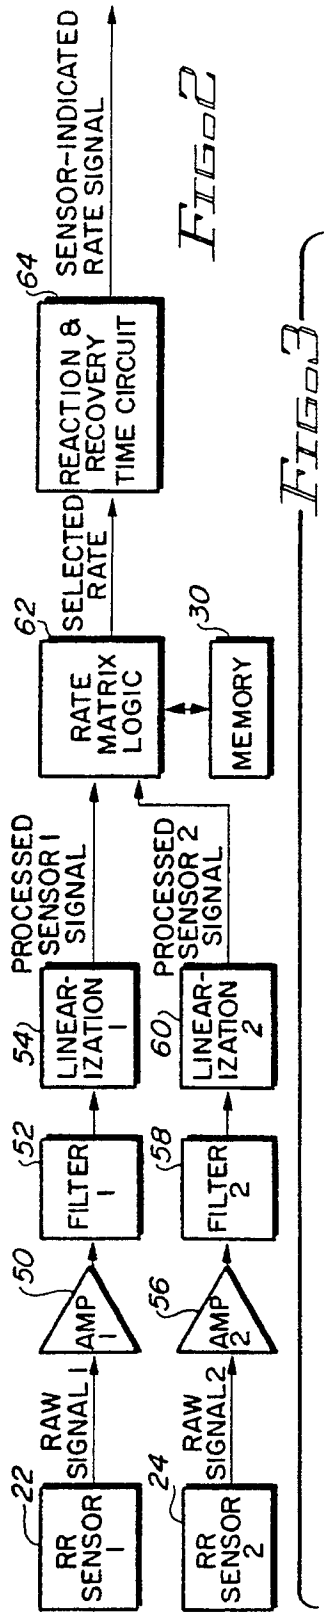 22
RR
SENSOR
1
RAW
SIGNAL 1
50
AMP
1
52
FILTER
1
54
LINEAR-
IZATION
1
PROCESSED
SENSOR 1
SIGNAL
62
RATE
MATRIX
LOGIC
SELECTED
RATE
64
REACTION &
RECOVERY
TIME CIRCUIT
SENSOR-INDICATED
RATE SIGNAL
24
RR
SENSOR
2
RAW
SIGNAL 2
56
AMP
2
58
FILTER
2
60
LINEAR-
IZATION
2
PROCESSED
SENSOR 2
SIGNAL
30
MEMORY
FIG. 2
FIG. 3